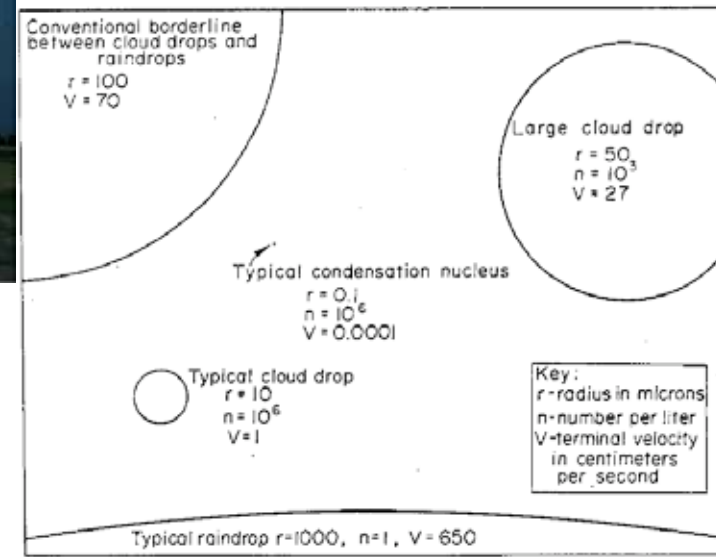 Conventional borderline
between cloud drops and
raindrops
r = 100
V = 70
Large cloud drop
r = 50
n = 10³
V = 27
Typical condensation nucleus
r = 0.1
n = 10⁶
V = 0.0001
Typical cloud drop
r = 10
n = 10⁶
V = 1
Key:
r-radius in microns
n-number per liter
V-terminal velocity
in centimeters
per second
Typical raindrop r=1000, n=1, V=650